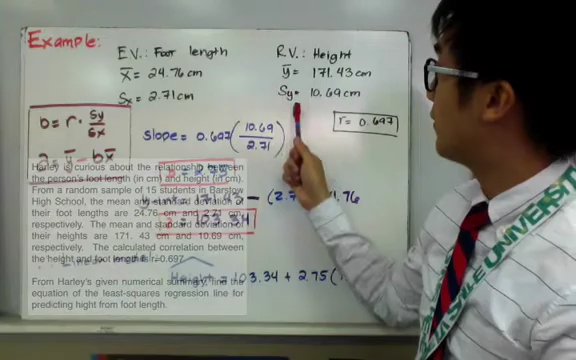 Example:
E.V.: Foot length
R.V.: Height
x̄ = 24.76 cm
ȳ = 171.43 cm
Sx = 2.71 cm
Sy = 10.69 cm
b = r · Sy/Sx
a = ȳ - bx̄
r = 0.697
Slope = 0.697 (10.69/2.71)
Harley is curious about the relationship between
the person's foot length (in cm) and height (in cm).
From a random sample of 15 students in Barstow
High School, the mean and standard deviation of
their foot lengths are 24.76 cm and 2.71 cm
respectively. The mean and standard deviation of
their heights are 171. 43 cm and 10.69 cm,
respectively. The calculated correlation between
the height and foot length is r=0.697
From Harley's given numerical summary, find the
equation of the least-squares regression line for
predicting hight from foot length.
= 103.34
Height = 103.34 + 2.75(
UNIVERSITY